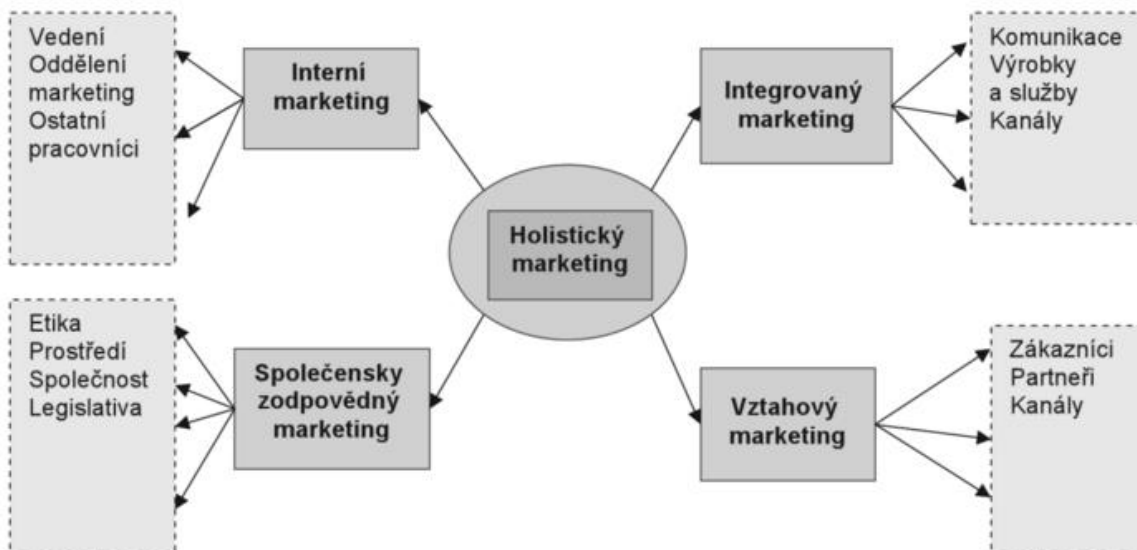 Vedení
Oddělení
marketing
Ostatní
pracovníci
Interní
marketing
Integrovaný
marketing
Komunikace
Výrobky
a služby
Kanály
Holistický
marketing
Etika
Prostředí
Společnost
Legislativa
Společensky
zodpovědný
marketing
Vztahový
marketing
Zákazníci
Partneři
Kanály